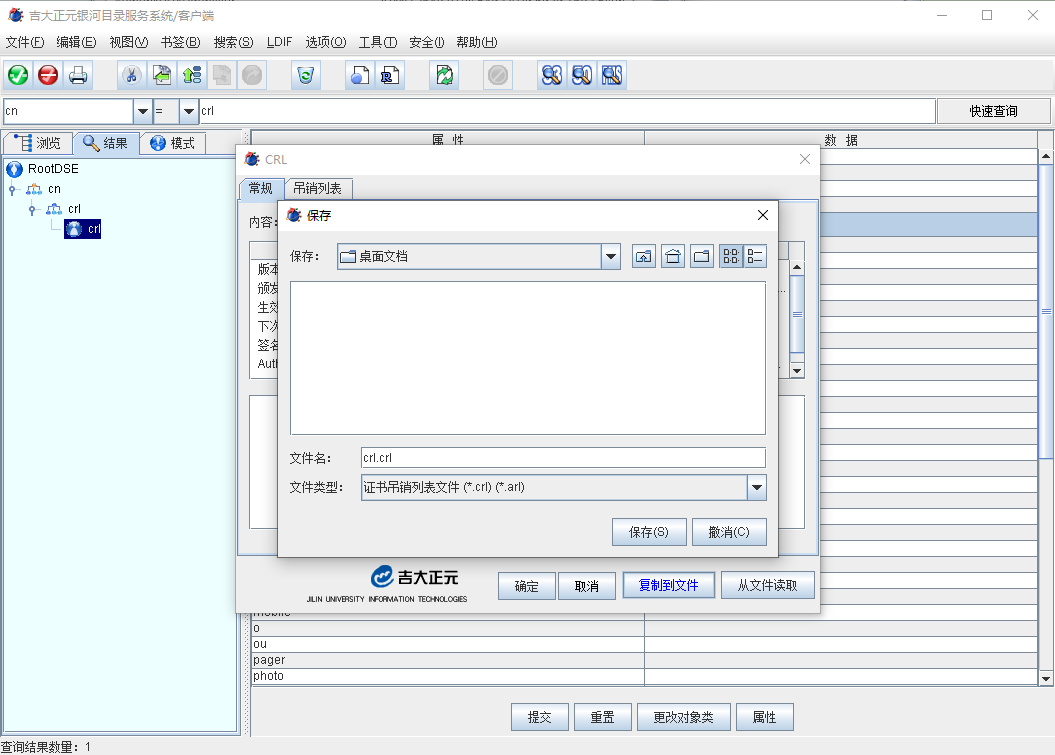 吉大正元银河目录服务系统/客户端
文件(F) 编辑(E) 视图(V) 书签(B) 搜索(S) LDIF 选项(O) 工具(T) 安全(I) 帮助(H)
cn = crl 快速查询
浏览 结果 模式
属 性 数 据
RootDSE
cn
crl
crl
CRL
常规 吊销列表
内容:
版本
颁发
生效
下次
签名
Auth
保存
保存: 桌面文档
文件名: crl.crl
文件类型: 证书吊销列表文件 (*.crl) (*.arl)
保存(S) 撤消(C)
吉大正元
JILIN UNIVERSITY INFORMATION TECHNOLOGIES
确定 取消 复制到文件 从文件读取
mobile
o
ou
pager
photo
提交 重置 更改对象类 属性
查询结果数量: 1